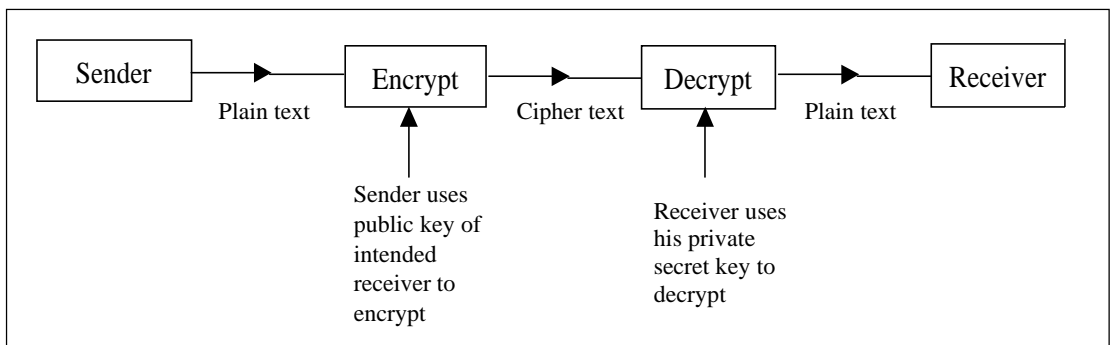 Sender
Encrypt
Decrypt
Receiver
Plain text
Cipher text
Plain text
Sender uses
public key of
intended
receiver to
encrypt
Receiver uses
his private
secret key to
decrypt